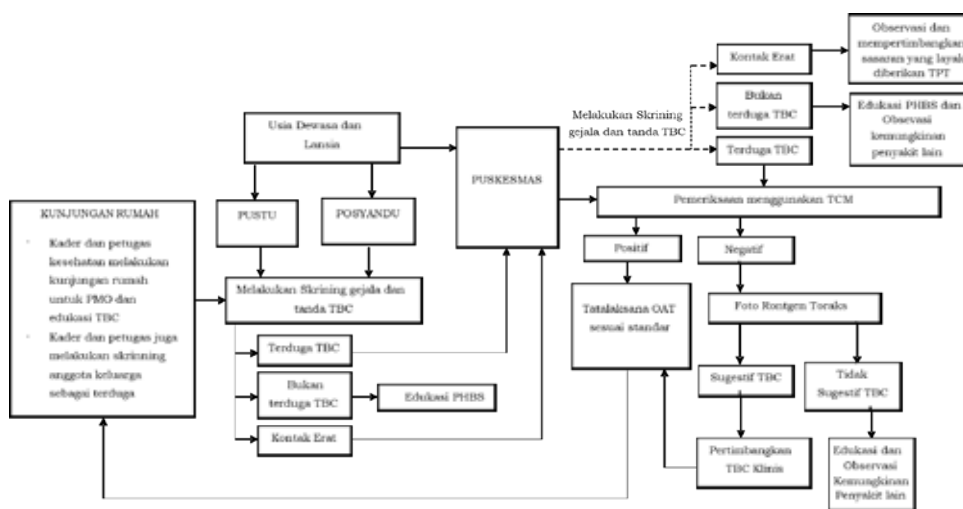 Observasi dan
mempertimbangkan
sasaran yang layak
diberikan TPT
Kontak Erat
Bukan
terduga TBC
Edukasi PHBS dan
Obsevasi
kemungkinan
penyakit lain
Melakukan Skrining
gejala dan tanda TBC
Terduga TBC
Usia Dewasa dan
Lansia
PUSKESMAS
PUSTU
POSYANDU
Pemeriksaan menggunakan TCM
Positif
Negatif
KUNJUNGAN RUMAH
- Kader dan petugas
kesehatan melakukan
kunjungan rumah
untuk PMO dan
edukasi TBC
- Kader dan petugas juga
melakukan skrinning
anggota keluarga
sebagai terduga
Melakukan Skrining gejala dan
tanda TBC
Tatalaksana OAT
sesuai standar
Foto Rontgen Toraks
Terduga TBC
Bukan
terduga TBC
Edukasi PHBS
Kontak Erat
Sugestif TBC
Tidak
Sugestif TBC
Pertimbangkan
TBC Klinis
Edukasi dan
Observasi
Kemungkinan
Penyakit lain